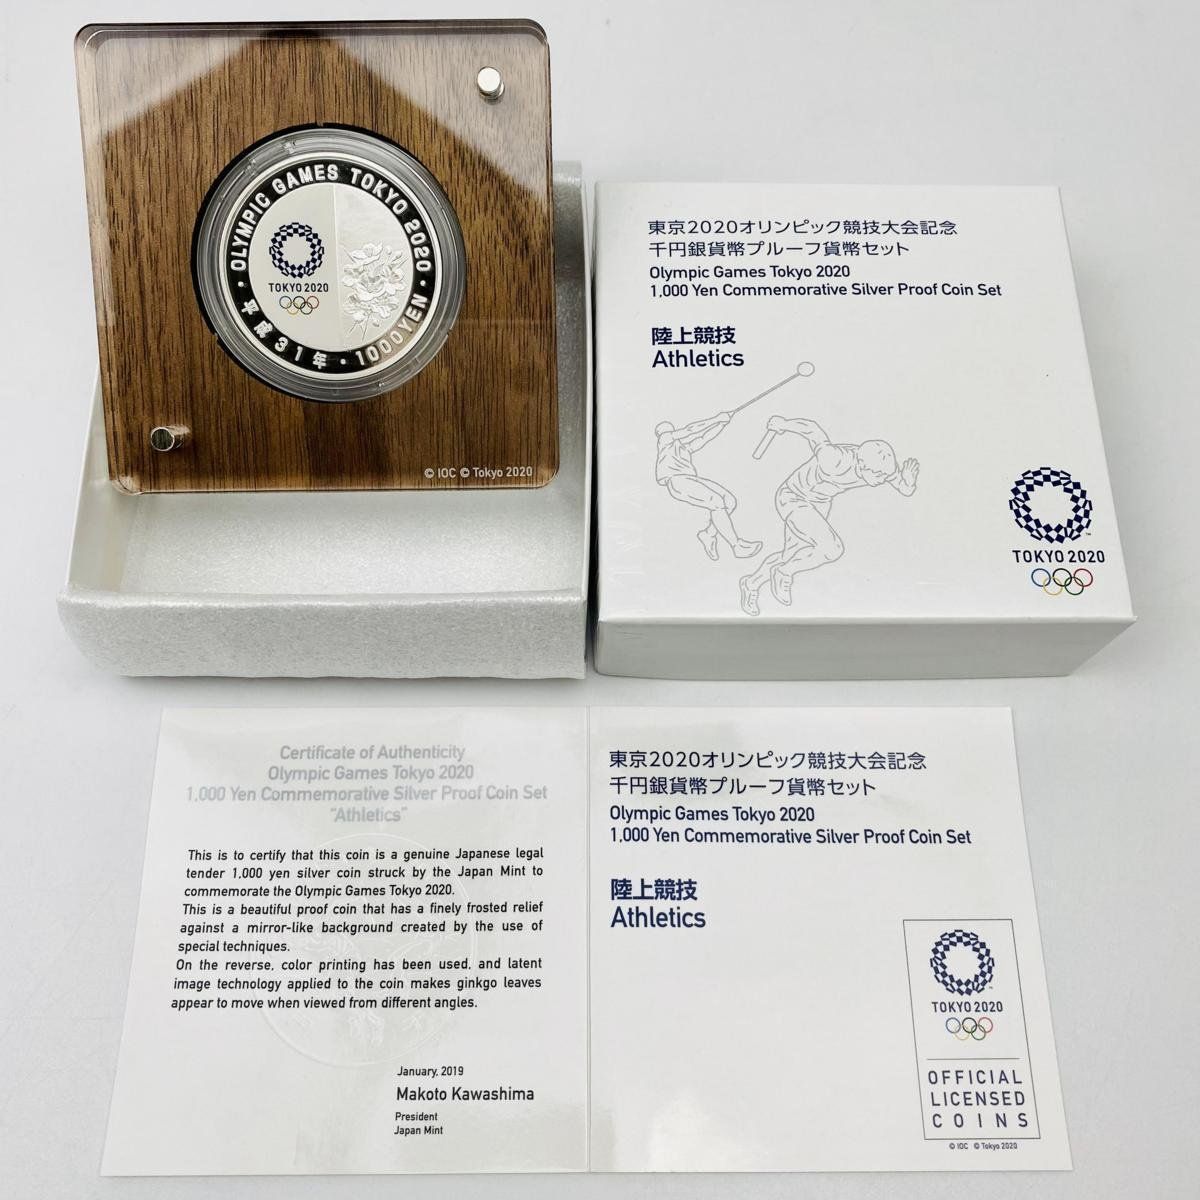 OLYMPIC GAMES TOKYO 2020
TOKYO 2020
平成31年・1000YEN
© IOC © Tokyo 2020
東京2020オリンピック競技大会記念
千円銀貨幣プルーフ貨幣セット
Olympic Games Tokyo 2020
1,000 Yen Commemorative Silver Proof Coin Set
陸上競技
Athletics
TOKYO 2020
Certificate of Authenticity
Olympic Games Tokyo 2020
1,000 Yen Commemorative Silver Proof Coin Set
"Athletics"
This is to certify that this coin is a genuine Japanese legal
tender 1,000 yen silver coin struck by the Japan Mint to
commemorate the Olympic Games Tokyo 2020.
This is a beautiful proof coin that has a finely frosted relief
against a mirror-like background created by the use of
special techniques.
On the reverse, color printing has been used, and latent
image technology applied to the coin makes ginkgo leaves
appear to move when viewed from different angles.
January, 2019
Makoto Kawashima
President
Japan Mint
東京2020オリンピック競技大会記念
千円銀貨幣プルーフ貨幣セット
Olympic Games Tokyo 2020
1,000 Yen Commemorative Silver Proof Coin Set
陸上競技
Athletics
TOKYO 2020
OFFICIAL
LICENSED
COINS
© IOC © Tokyo 2020